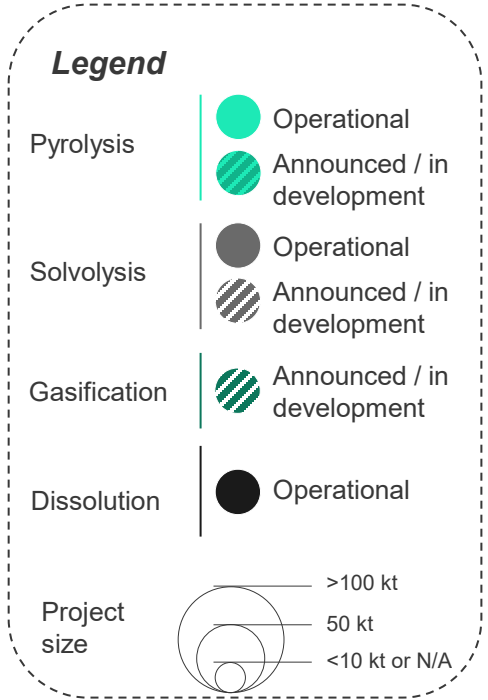 Legend
Pyrolysis
Operational
Announced / in
development
Solvolysis
Operational
Announced / in
development
Gasification
Announced / in
development
Dissolution
Operational
Project
size
>100 kt
50 kt
<10 kt or N/A